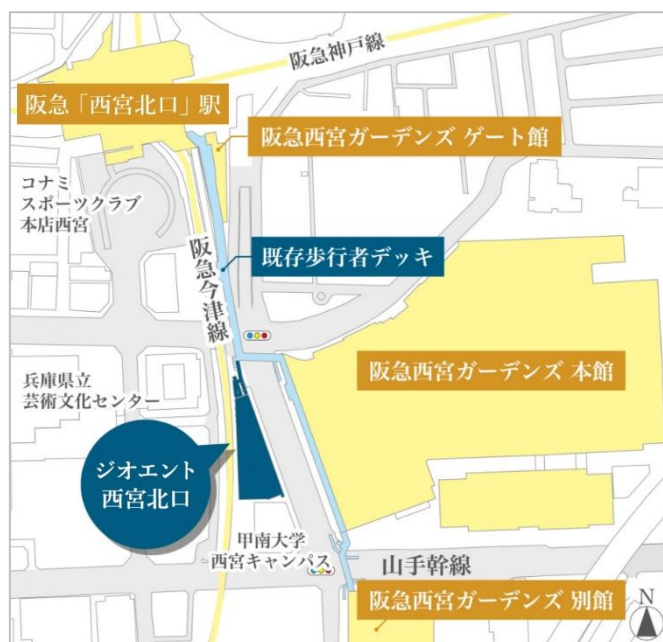 阪急神戸線
阪急「西宮北口」駅
阪急西宮ガーデンズ ゲート館
コナミ
スポーツクラブ
本店西宮
阪急今津線
既存歩行者デッキ
阪急西宮ガーデンズ 本館
兵庫県立
芸術文化センター
ジオエント
西宮北口
甲南大学
西宮キャンパス
山手幹線
阪急西宮ガーデンズ 別館
N